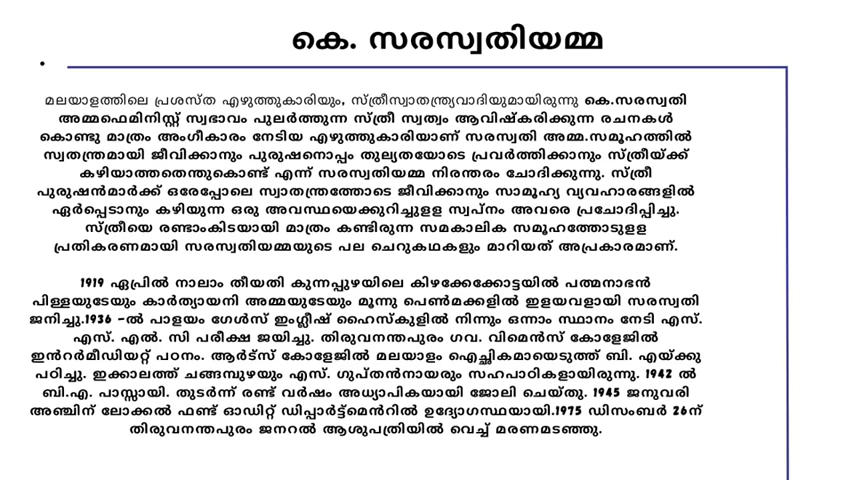 കെ. സരസ്വതിയമ്മ
മലയാളത്തിലെ പ്രശസ്ത എഴുത്തുകാരിയും, സ്ത്രീസ്വാതന്ത്ര്യവാദിയുമായിരുന്നു കെ.സരസ്വതി
അമ്മഫെമിനിസ്റ്റ് സ്വഭാവം പുലർത്തുന്ന സ്ത്രീ സ്വത്വം ആവിഷ്കരിക്കുന്ന രചനകൾ
കൊണ്ടു മാത്രം അംഗീകാരം നേടിയ എഴുത്തുകാരിയാണ് സരസ്വതി അമ്മ.സമൂഹത്തിൽ
സ്വതന്ത്രമായി ജീവിക്കാനും പുരുഷനൊപ്പം തുല്യതയോടെ പ്രവർത്തിക്കാനും സ്ത്രീയ്ക്ക്
കഴിയാത്തതെന്തുകൊണ്ട് എന്ന് സരസ്വതിയമ്മ നിരന്തരം ചോദിക്കുന്നു. സ്ത്രീ
പുരുഷൻമാർക്ക് ഒരേപ്പോലെ സ്വാതന്ത്രത്തോടെ ജീവിക്കാനും സാമൂഹ്യ വ്യവഹാരങ്ങളിൽ
ഏർപ്പെടാനും കഴിയുന്ന ഒരു അവസ്ഥയെക്കുറിച്ചുളള സ്വപ്നം അവരെ പ്രചോദിപ്പിച്ചു.
സ്ത്രീയെ രണ്ടാംകിടയായി മാത്രം കണ്ടിരുന്ന സമകാലിക സമൂഹത്തോടുളള
പ്രതികരണമായി സരസ്വതിയമ്മയുടെ പല ചെറുകഥകളും മാറിയത് അപ്രകാരമാണ്.
1919 ഏപ്രിൽ നാലാം തീയതി കുന്നപ്പുഴയിലെ കിഴക്കേക്കോട്ടയിൽ പത്മനാഭൻ
പിള്ളയുടേയും കാർത്യായനി അമ്മയുടേയും മൂന്നു പെൺമക്കളിൽ ഇളയവളായി സരസ്വതി
ജനിച്ചു.1936 -ൽ പാളയം ഗേൾസ് ഇംഗ്ലീഷ് ഹൈസ്കൂളിൽ നിന്നും ഒന്നാം സ്ഥാനം നേടി എസ്.
എസ്. എൽ. സി പരീക്ഷ ജയിച്ചു. തിരുവനന്തപുരം ഗവ. വിമെൻസ് കോളേജിൽ
ഇൻറർമീഡിയറ്റ് പഠനം. ആർട്സ് കോളേജിൽ മലയാളം ഐച്ഛികമായെടുത്ത് ബി. എയ്ക്കു
പഠിച്ചു. ഇക്കാലത്ത് ചങ്ങമ്പുഴയും എസ്. ഗുപ്തൻനായരും സഹപാഠികളായിരുന്നു. 1942 ൽ
ബി.എ. പാസ്സായി. തുടർന്ന് രണ്ട് വർഷം അധ്യാപികയായി ജോലി ചെയ്തു. 1945 ജനുവരി
അഞ്ചിന് ലോക്കൽ ഫണ്ട് ഓഡിറ്റ് ഡിപ്പാർട്ട്മെൻറിൽ ഉദ്യോഗസ്ഥയായി.1975 ഡിസംബർ 26ന്
തിരുവനന്തപുരം ജനറൽ ആശുപത്രിയിൽ വെച്ച് മരണമടഞ്ഞു.